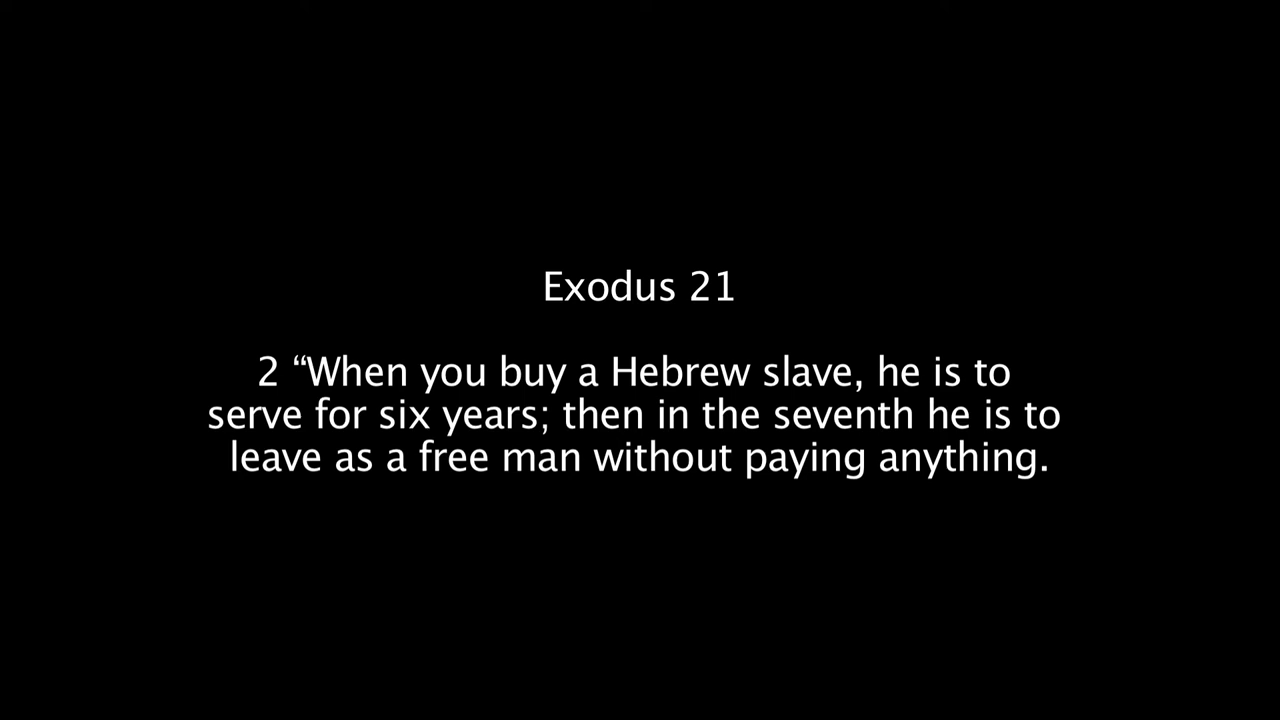 Exodus 21
2 “When you buy a Hebrew slave, he is to
serve for six years; then in the seventh he is to
leave as a free man without paying anything.